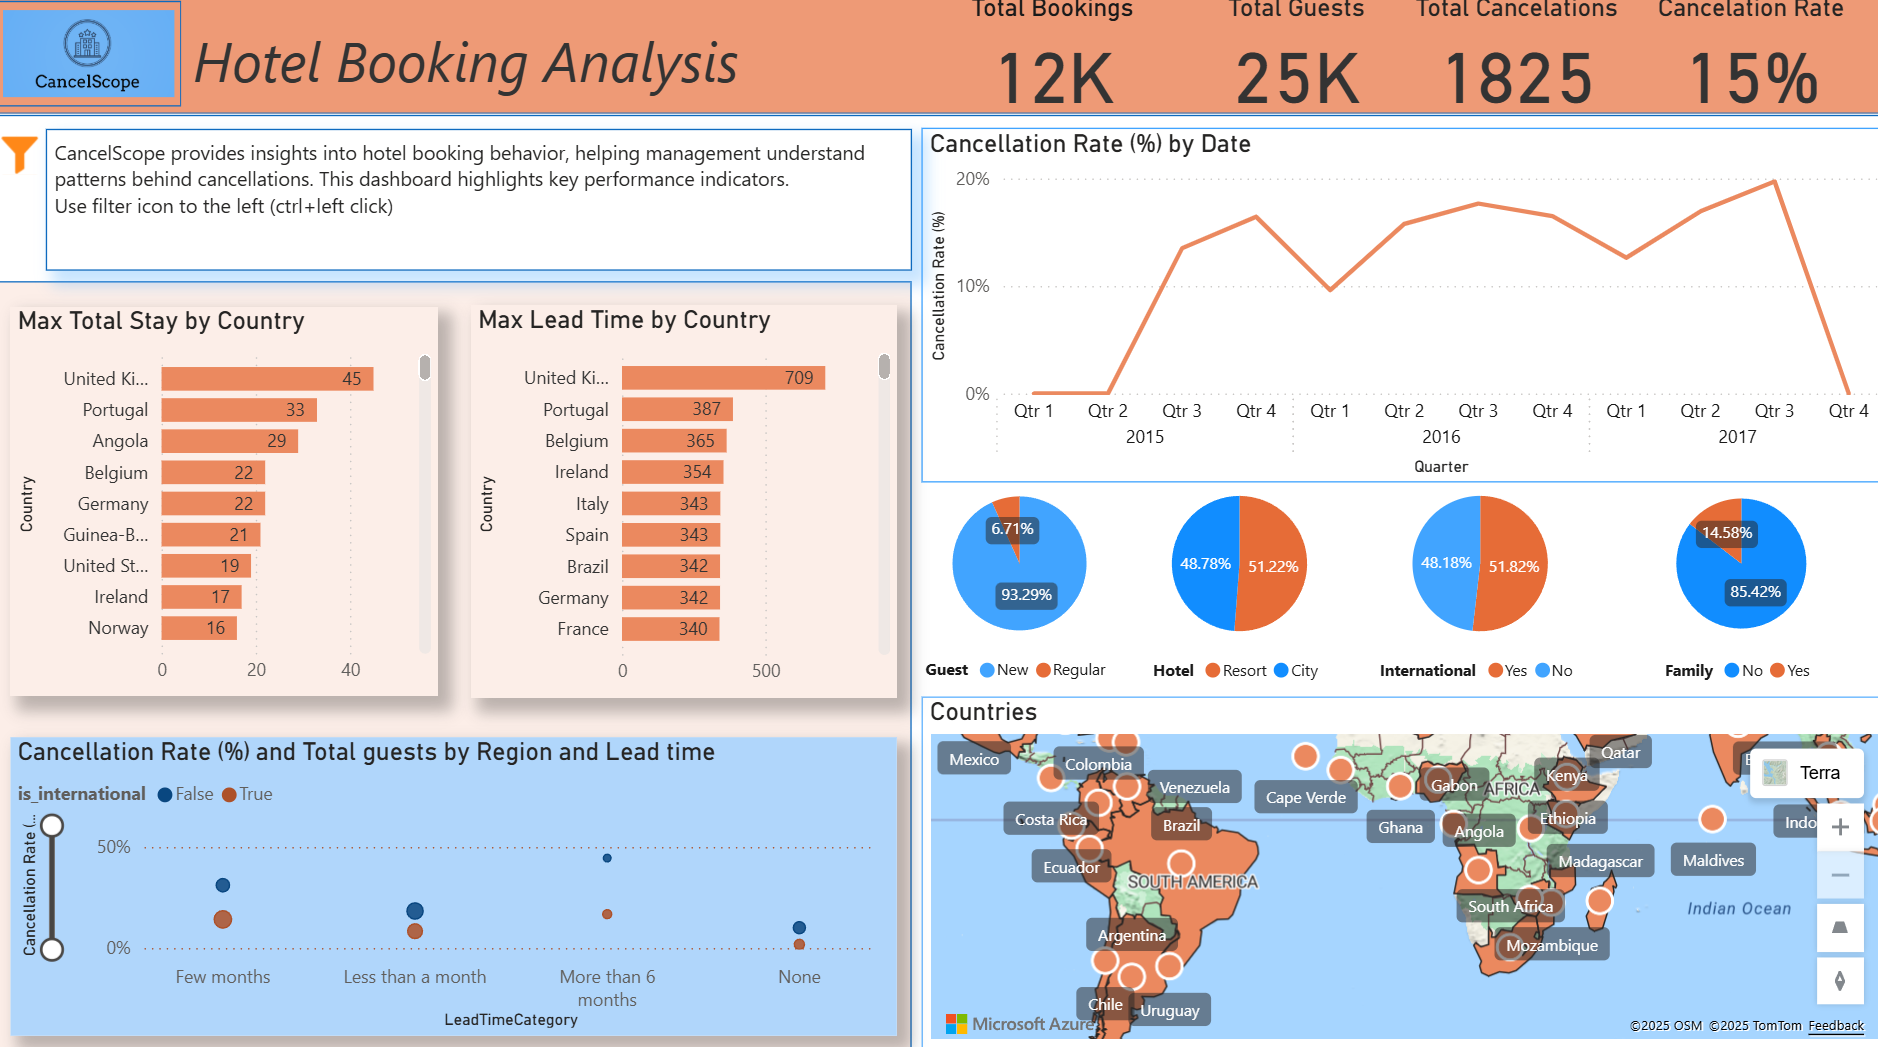 CancelScope
Hotel Booking Analysis
Total Bookings
12K
Total Guests
25K
Total Cancelations
1825
Cancelation Rate
15%
CancelScope provides insights into hotel booking behavior, helping management understand
patterns behind cancellations. This dashboard highlights key performance indicators.
Use filter icon to the left (ctrl+left click)
Max Total Stay by Country
Country
United Ki... 45
Portugal 33
Angola 29
Belgium 22
Germany 22
Guinea-B... 21
United St... 19
Ireland 17
Norway 16
0 20 40
Max Lead Time by Country
Country
United Ki... 709
Portugal 387
Belgium 365
Ireland 354
Italy 343
Spain 343
Brazil 342
Germany 342
France 340
0 500
Cancellation Rate (%) and Total guests by Region and Lead time
is_international False True
Cancellation Rate (...
50%
0%
Few months
Less than a month
More than 6
months
None
LeadTimeCategory
Cancellation Rate (%) by Date
Cancellation Rate (%)
20%
10%
0%
Qtr 1 Qtr 2 Qtr 3 Qtr 4 Qtr 1 Qtr 2 Qtr 3 Qtr 4 Qtr 1 Qtr 2 Qtr 3 Qtr 4
2015 2016 2017
Quarter
6.71%
93.29%
Guest New Regular
48.78% 51.22%
Hotel Resort City
48.18% 51.82%
International Yes No
14.58%
85.42%
Family No Yes
Countries
Mexico
Colombia
Venezuela
Costa Rica
Brazil
Ecuador
SOUTH AMERICA
Argentina
Chile
Uruguay
Cape Verde
Ghana
Gabon
AFRICA
Kenya
Qatar
Angola
Ethiopia
Madagascar
South Africa
Mozambique
Maldives
Indo
Indian Ocean
Terra
Microsoft Azure
©2025 OSM ©2025 TomTom Feedback